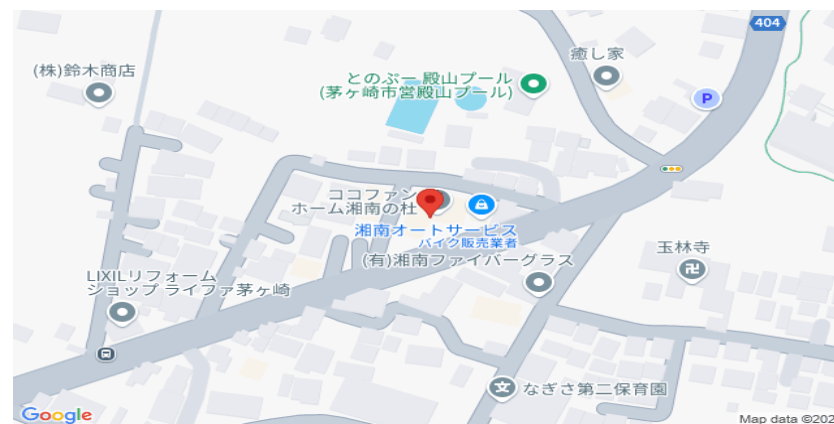 404
癒し家
(株)鈴木商店
とのぷー 殿山プール
(茅ヶ崎市営殿山プール)
P
ココファン
ホーム湘南の杜
湘南オートサービス
バイク販売業者
玉林寺
(有)湘南ファイバーグラス
LIXILリフォーム
ショップ ライファ茅ヶ崎
文
なぎさ第二保育園
Google
Map data ©202